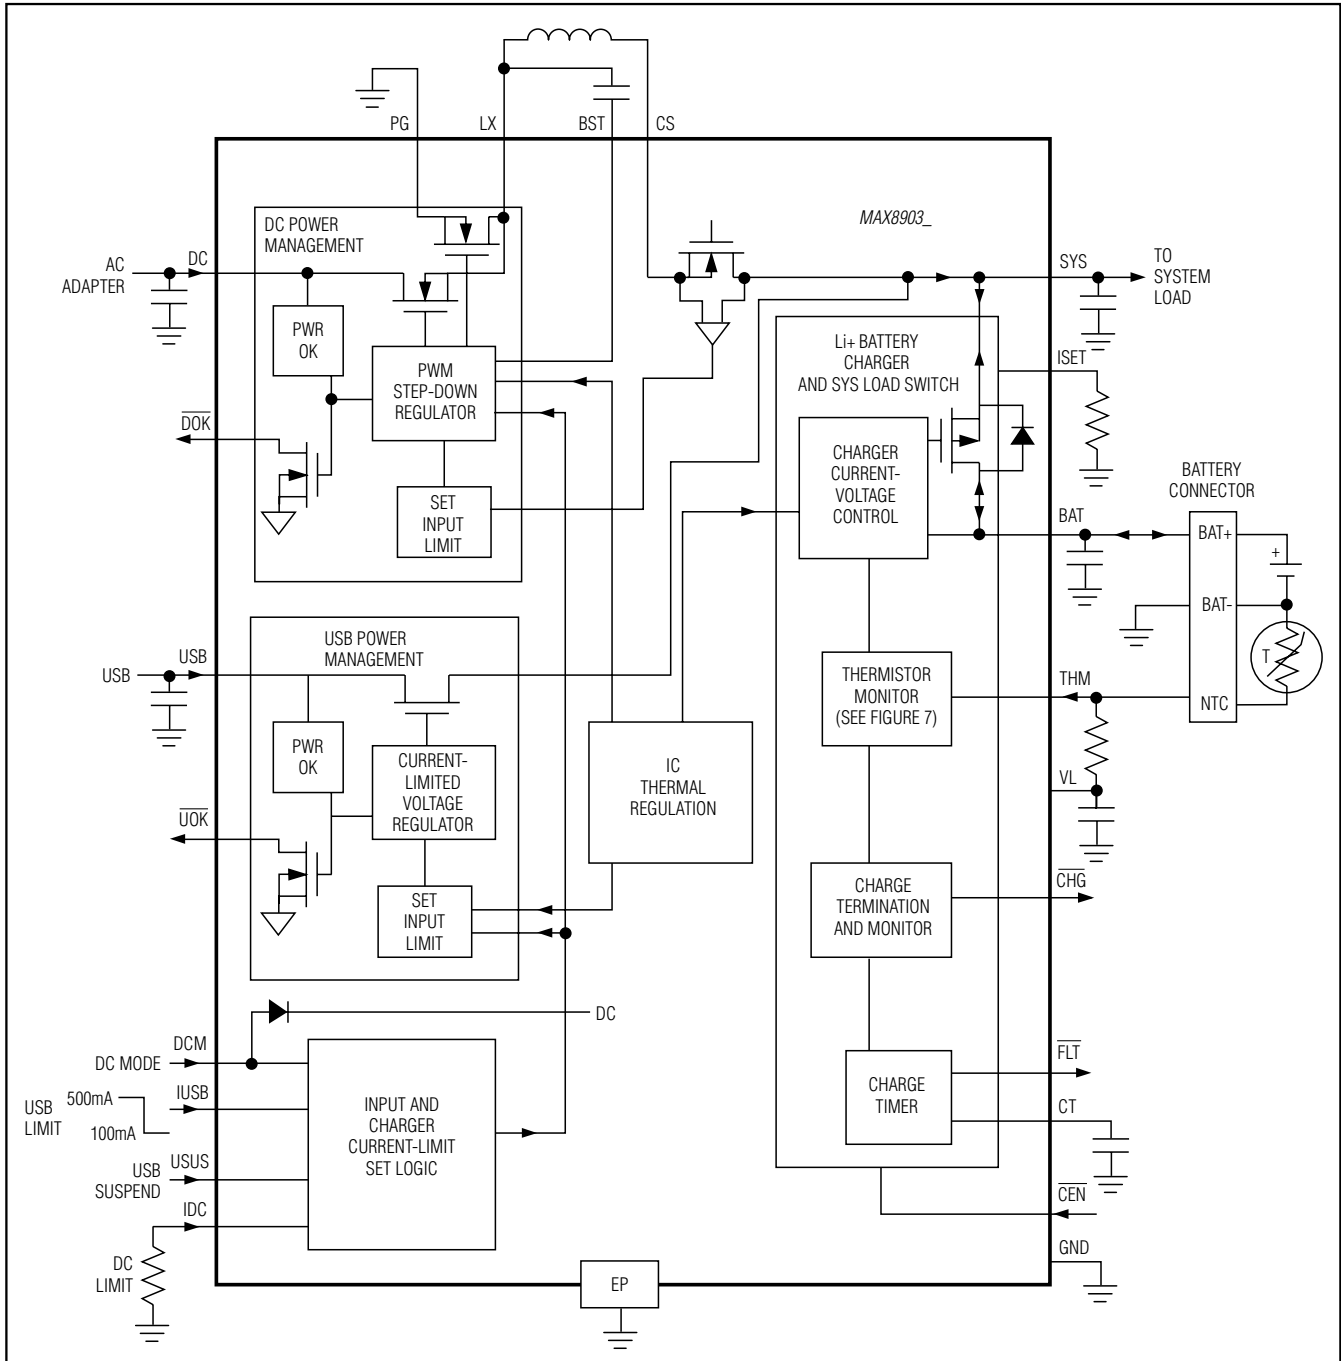 PG
LX
BST
CS
MAX8903_
DC POWER
MANAGEMENT
AC
ADAPTER
DC
PWR
OK
PWM
STEP-DOWN
REGULATOR
DOK
SET
INPUT
LIMIT
SYS
TO
SYSTEM
LOAD
Li+ BATTERY
CHARGER
AND SYS LOAD SWITCH
ISET
CHARGER
CURRENT-
VOLTAGE
CONTROL
BATTERY
CONNECTOR
BAT
BAT+
+
BAT-
T
NTC
USB POWER
MANAGEMENT
USB
USB
PWR
OK
CURRENT-
LIMITED
VOLTAGE
REGULATOR
UOK
SET
INPUT
LIMIT
IC
THERMAL
REGULATION
THERMISTOR
MONITOR
(SEE FIGURE 7)
THM
VL
CHARGE
TERMINATION
AND MONITOR
CHG
DC
DCM
DC MODE
IUSB
USB
LIMIT
500mA
100mA
USUS
USB
SUSPEND
IDC
DC
LIMIT
INPUT AND
CHARGER
CURRENT-LIMIT
SET LOGIC
CHARGE
TIMER
FLT
CT
CEN
GND
EP